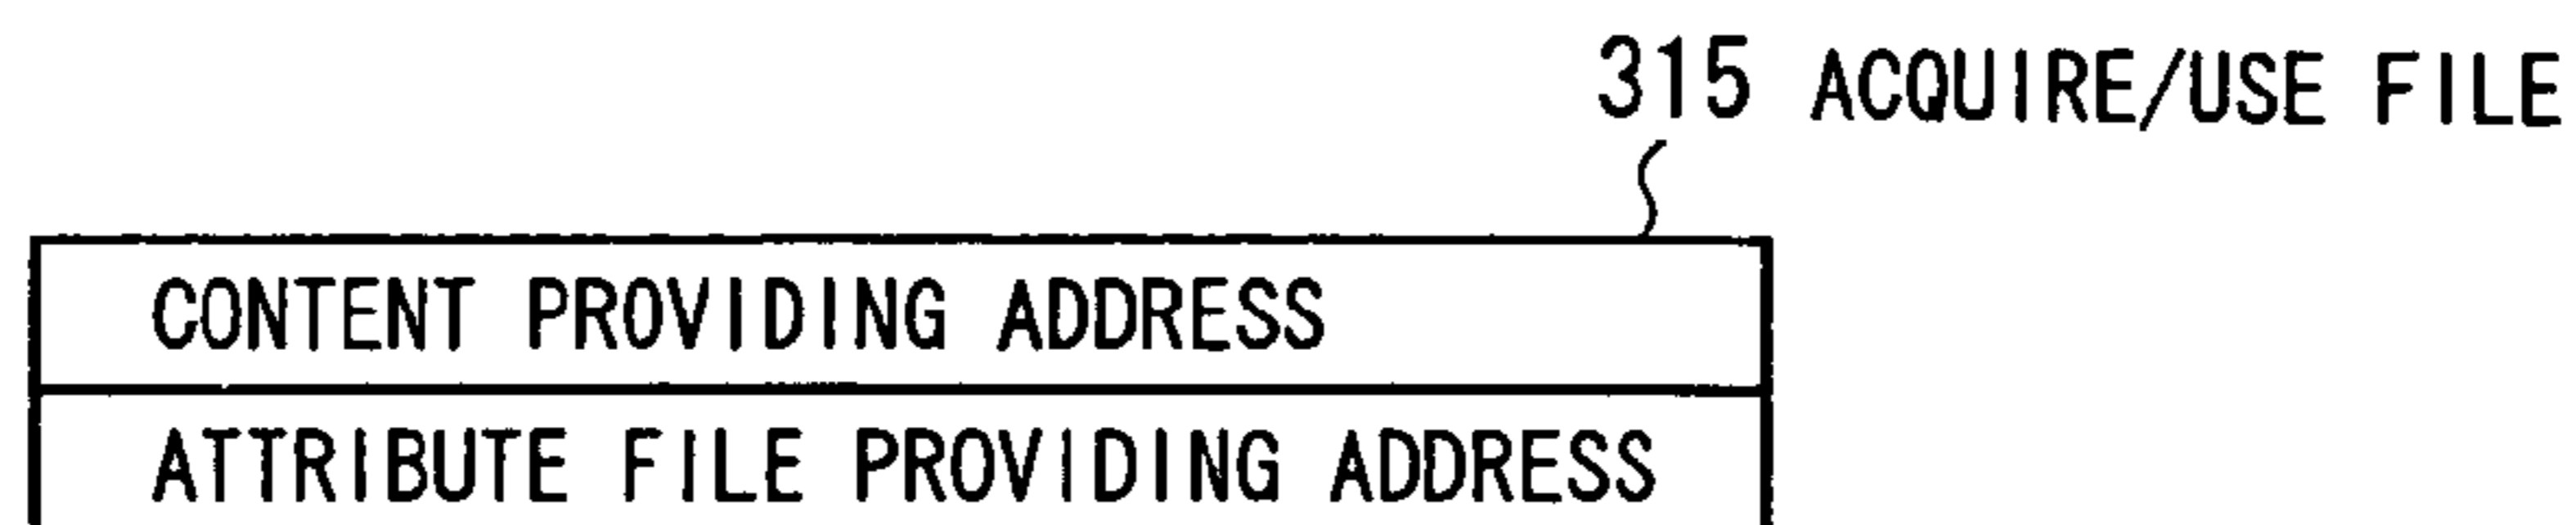 315 ACQUIRE/USE FILE
CONTENT PROVIDING ADDRESS
ATTRIBUTE FILE PROVIDING ADDRESS